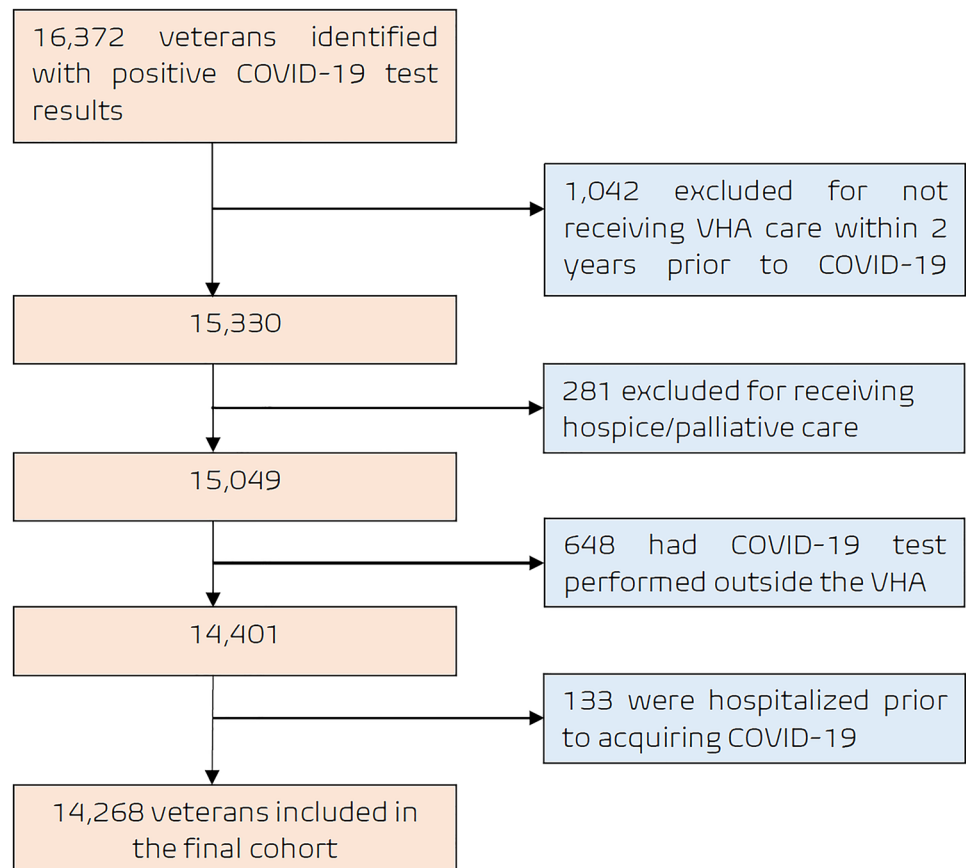 16,372 veterans identified
with positive COVID-19 test
results
1,042 excluded for not
receiving VHA care within 2
years prior to COVID-19
15,330
281 excluded for receiving
hospice/palliative care
15,049
648 had COVID-19 test
performed outside the VHA
14,401
133 were hospitalized prior
to acquiring COVID-19
14,268 veterans included in
the final cohort